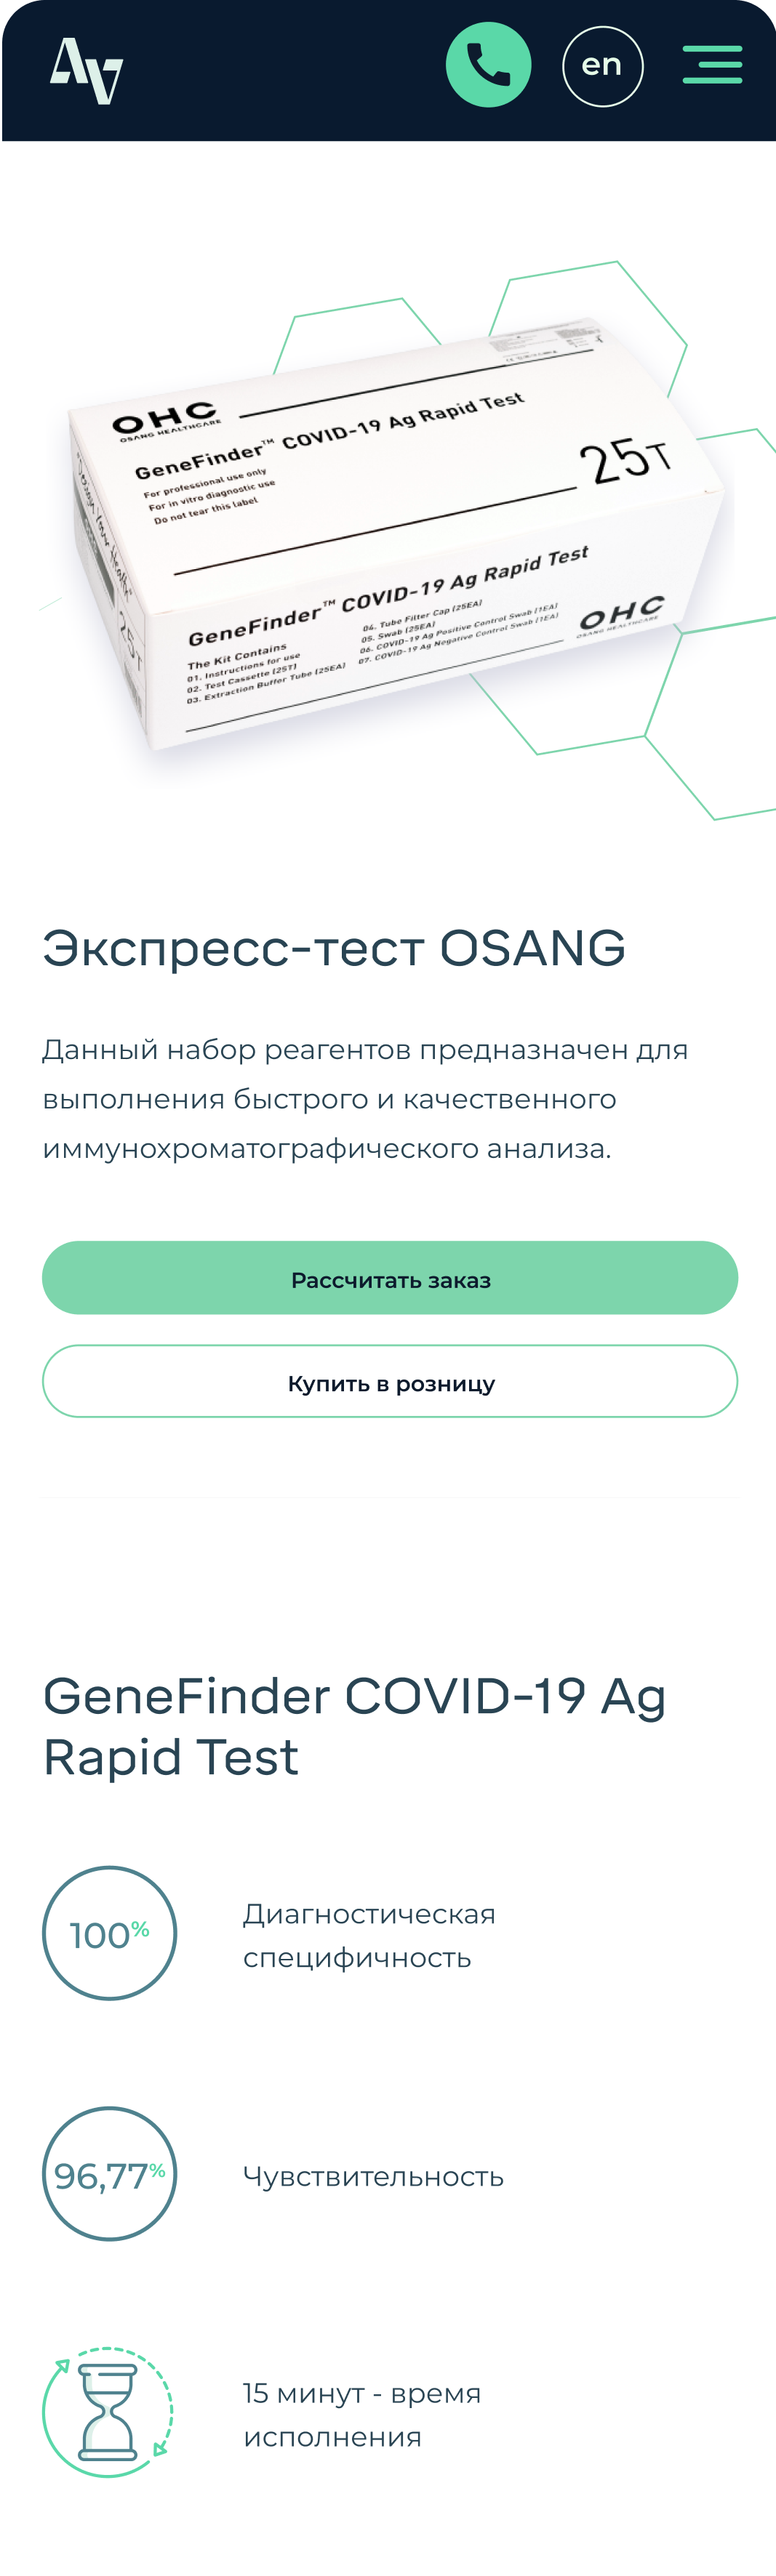 AV
en
OHC
OSANG HEALTHCARE
GeneFinder™ COVID-19 Ag Rapid Test
For professional use only
For in vitro diagnostic use
Do not tear this label
25T
"Design Your Health"
25T
GeneFinder™ COVID-19 Ag Rapid Test
The Kit Contains
01. Instructions for use
02. Test Cassette (25T)
03. Extraction Buffer Tube (25EA)
04. Tube Filter Cap (25EA)
05. Swab (25EA)
06. COVID-19 Ag Positive Control Swab (1EA)
07. COVID-19 Ag Negative Control Swab (1EA)
OHC
OSANG HEALTHCARE
Экспресс-тест OSANG
Данный набор реагентов предназначен для
выполнения быстрого и качественного
иммунохроматографического анализа.
Рассчитать заказ
Купить в розницу
GeneFinder COVID-19 Ag
Rapid Test
100%
Диагностическая
специфичность
96,77%
Чувствительность
15 минут - время
исполнения